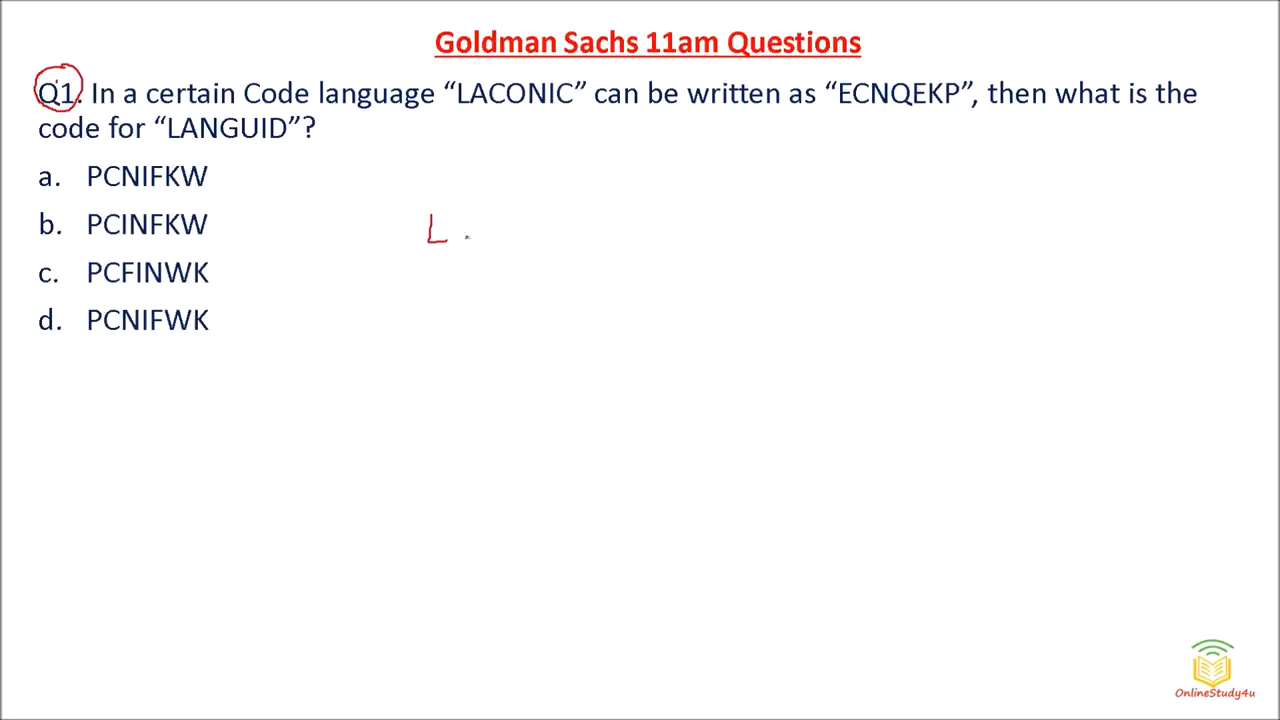 Goldman Sachs 11am Questions
Q1. In a certain Code language “LACONIC” can be written as “ECNQEKP”, then what is the
code for “LANGUID”?
a. PCNIFKW
b. PCINFKW
c. PCFINWK
d. PCNIFWK
L
OnlineStudy4u